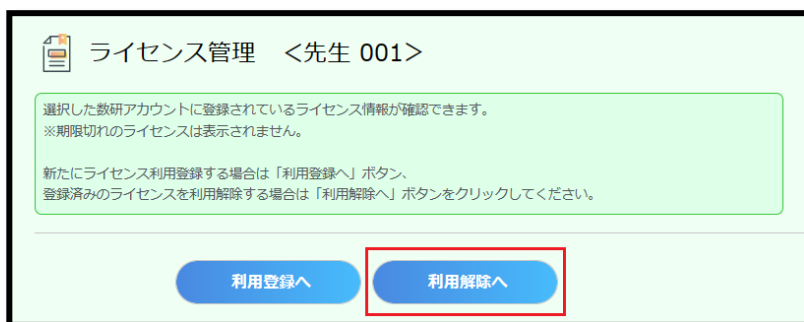 ライセンス管理　＜先生 001＞
選択した数研アカウントに登録されているライセンス情報が確認できます。
※期限切れのライセンスは表示されません。
新たにライセンス利用登録する場合は「利用登録へ」ボタン、
登録済みのライセンスを利用解除する場合は「利用解除へ」ボタンをクリックしてください。
利用登録へ
利用解除へ